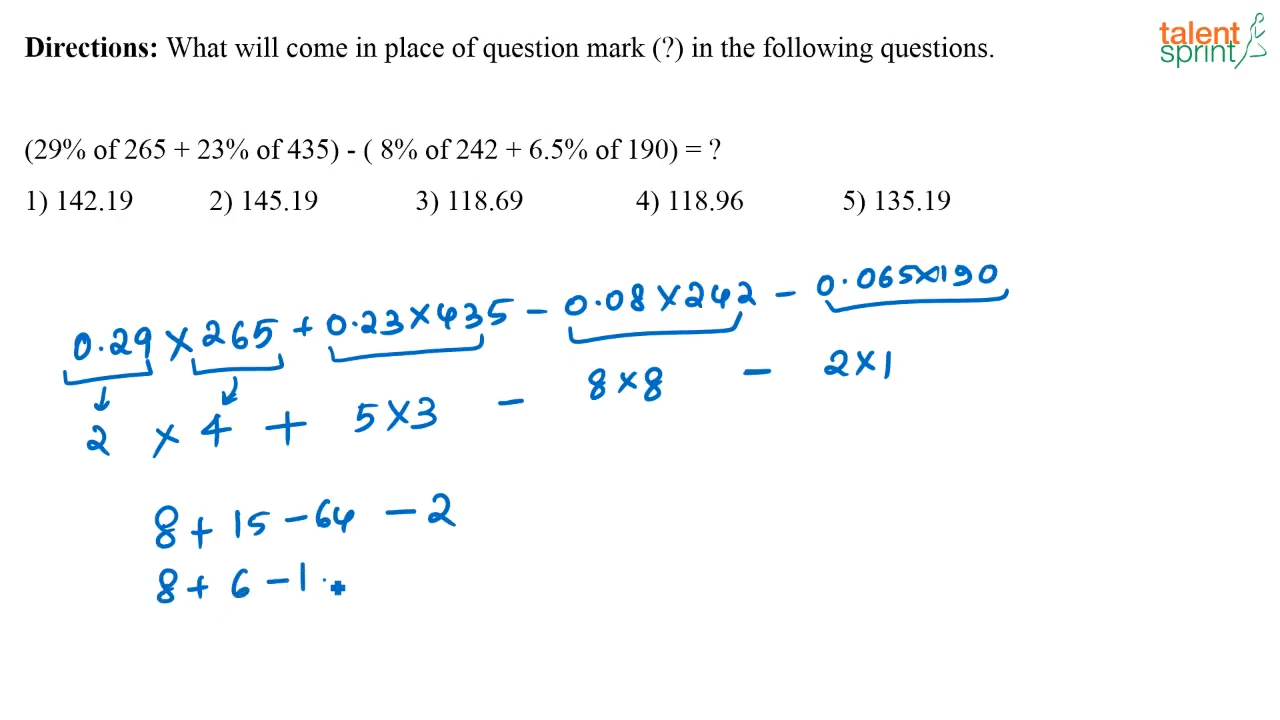 talent
sprint
Directions: What will come in place of question mark (?) in the following questions.
(29% of 265 + 23% of 435) - ( 8% of 242 + 6.5% of 190) = ?
1) 142.19 2) 145.19 3) 118.69 4) 118.96 5) 135.19
0.29 × 265 + 0.23 × 435 - 0.08 × 242 - 0.065 × 190
2 × 4 + 5 × 3 - 8 × 8 - 2 × 1
8 + 15 - 64 - 2
8 + 6 - 1